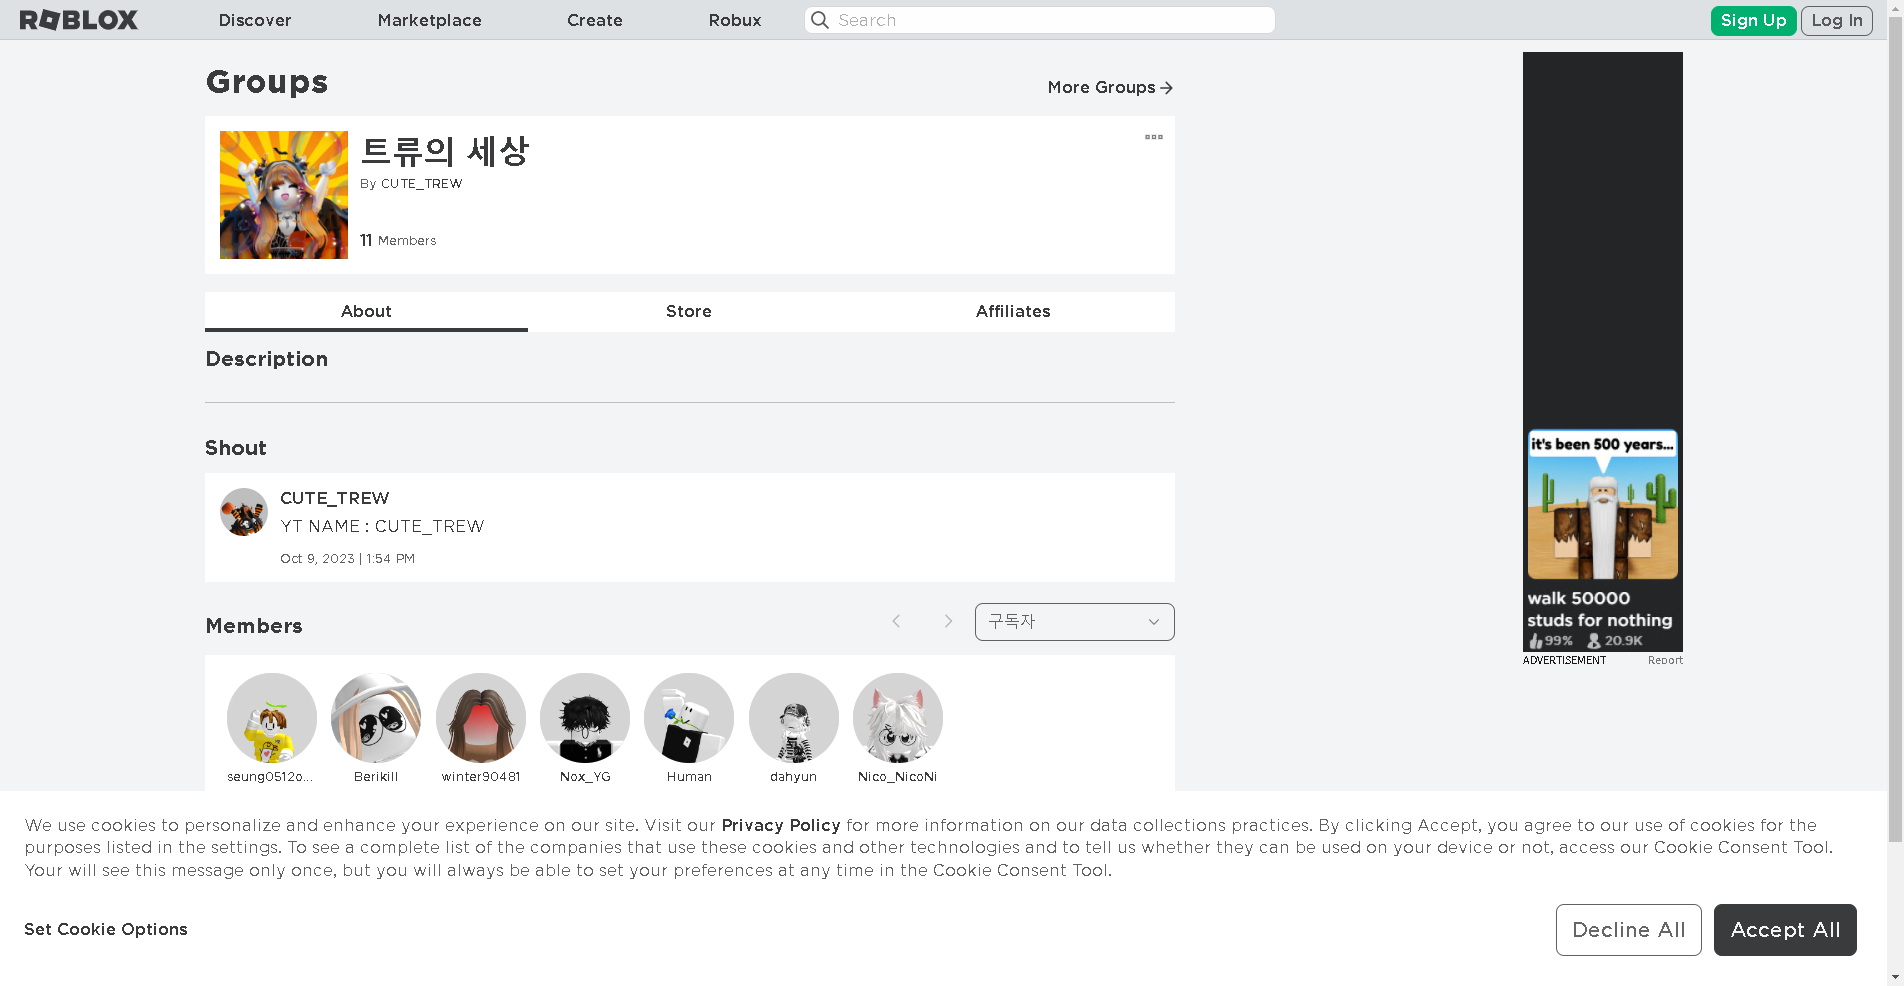 ROBLOX
Discover
Marketplace
Create
Robux
Search
Sign Up
Log In
Groups
More Groups
트류의 세상
By CUTE_TREW
11 Members
About
Store
Affiliates
Description
Shout
CUTE_TREW
YT NAME : CUTE_TREW
Oct 9, 2023 | 1:54 PM
Members
구독자
seung0512o...
Berikill
winter90481
Nox_YG
Human
dahyun
Nico_NicoNi
it's been 500 years...
walk 50000
studs for nothing
99% 20.9K
ADVERTISEMENT
Report
We use cookies to personalize and enhance your experience on our site. Visit our Privacy Policy for more information on our data collections practices. By clicking Accept, you agree to our use of cookies for the
purposes listed in the settings. To see a complete list of the companies that use these cookies and other technologies and to tell us whether they can be used on your device or not, access our Cookie Consent Tool.
Your will see this message only once, but you will always be able to set your preferences at any time in the Cookie Consent Tool.
Set Cookie Options
Decline All
Accept All